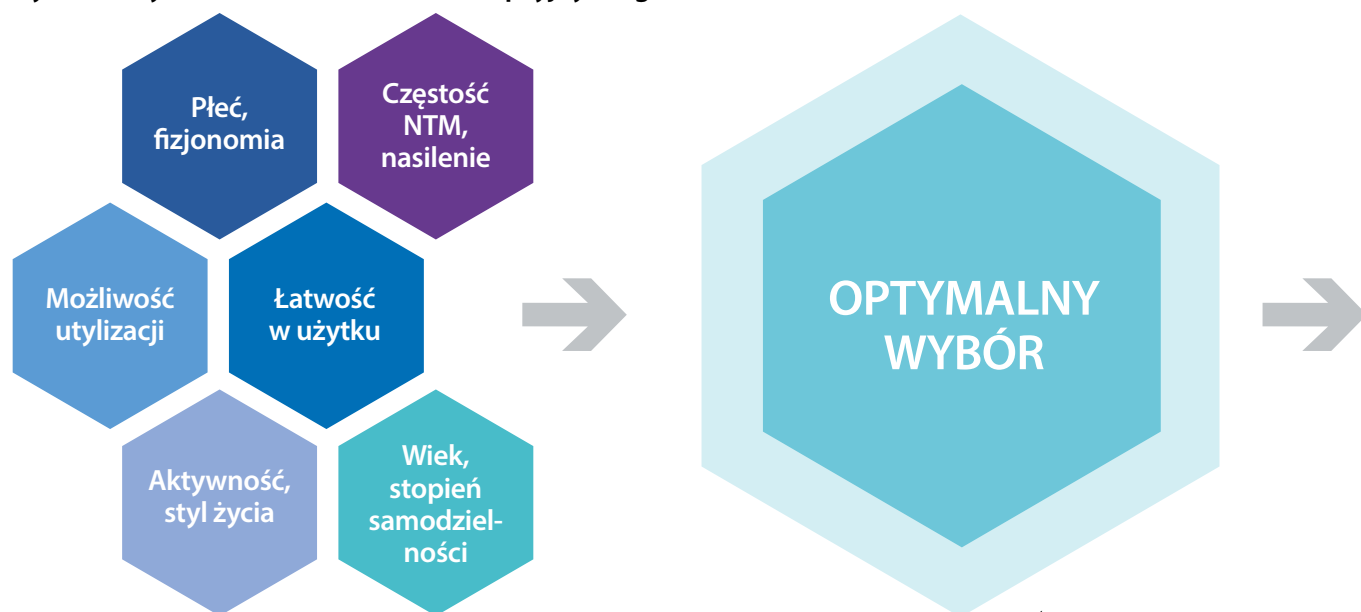 Płeć,
fizjonomia
Częstość
NTM,
nasilenie
Możliwość
utylizacji
Łatwość
w użytku
Aktywność,
styl życia
Wiek,
stopień
samodziel-
ności
OPTYMALNY
WYBÓR